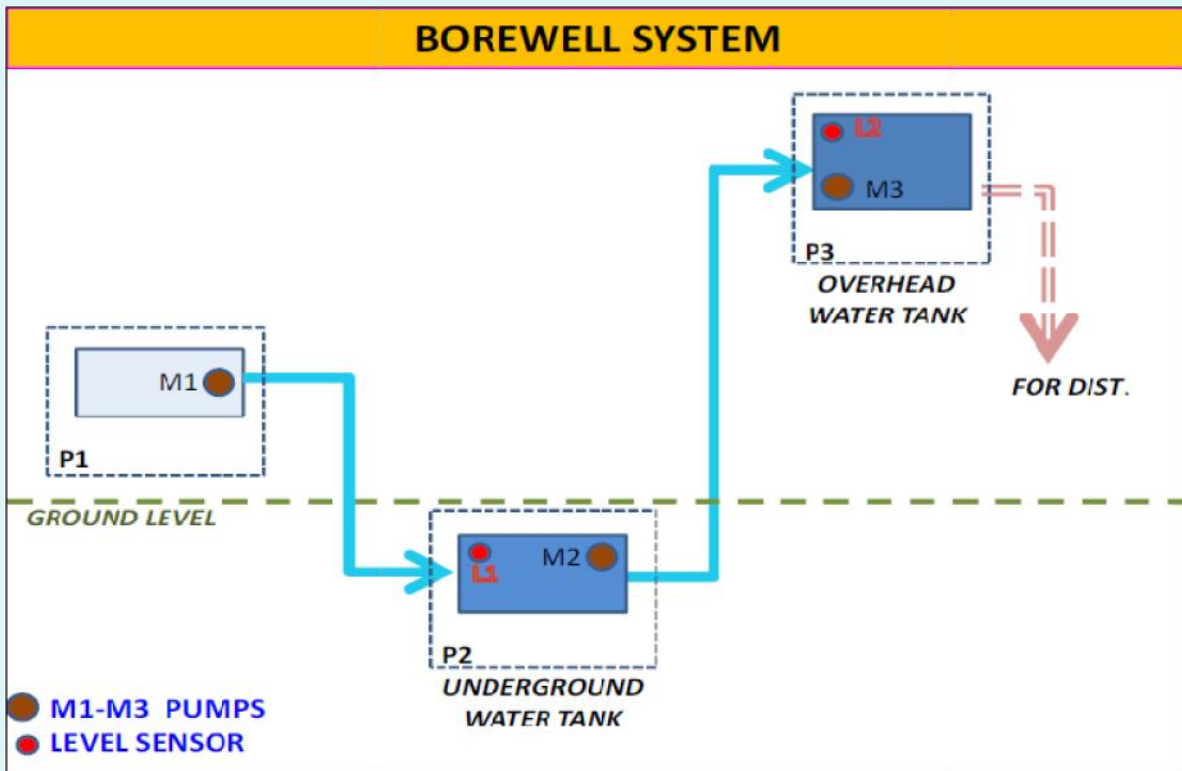 BOREWELL SYSTEM
L2
M3
P3
OVERHEAD
WATER TANK
FOR DIST.
M1
P1
GROUND LEVEL
M2
L1
P2
UNDERGROUND
WATER TANK
M1-M3 PUMPS
LEVEL SENSOR